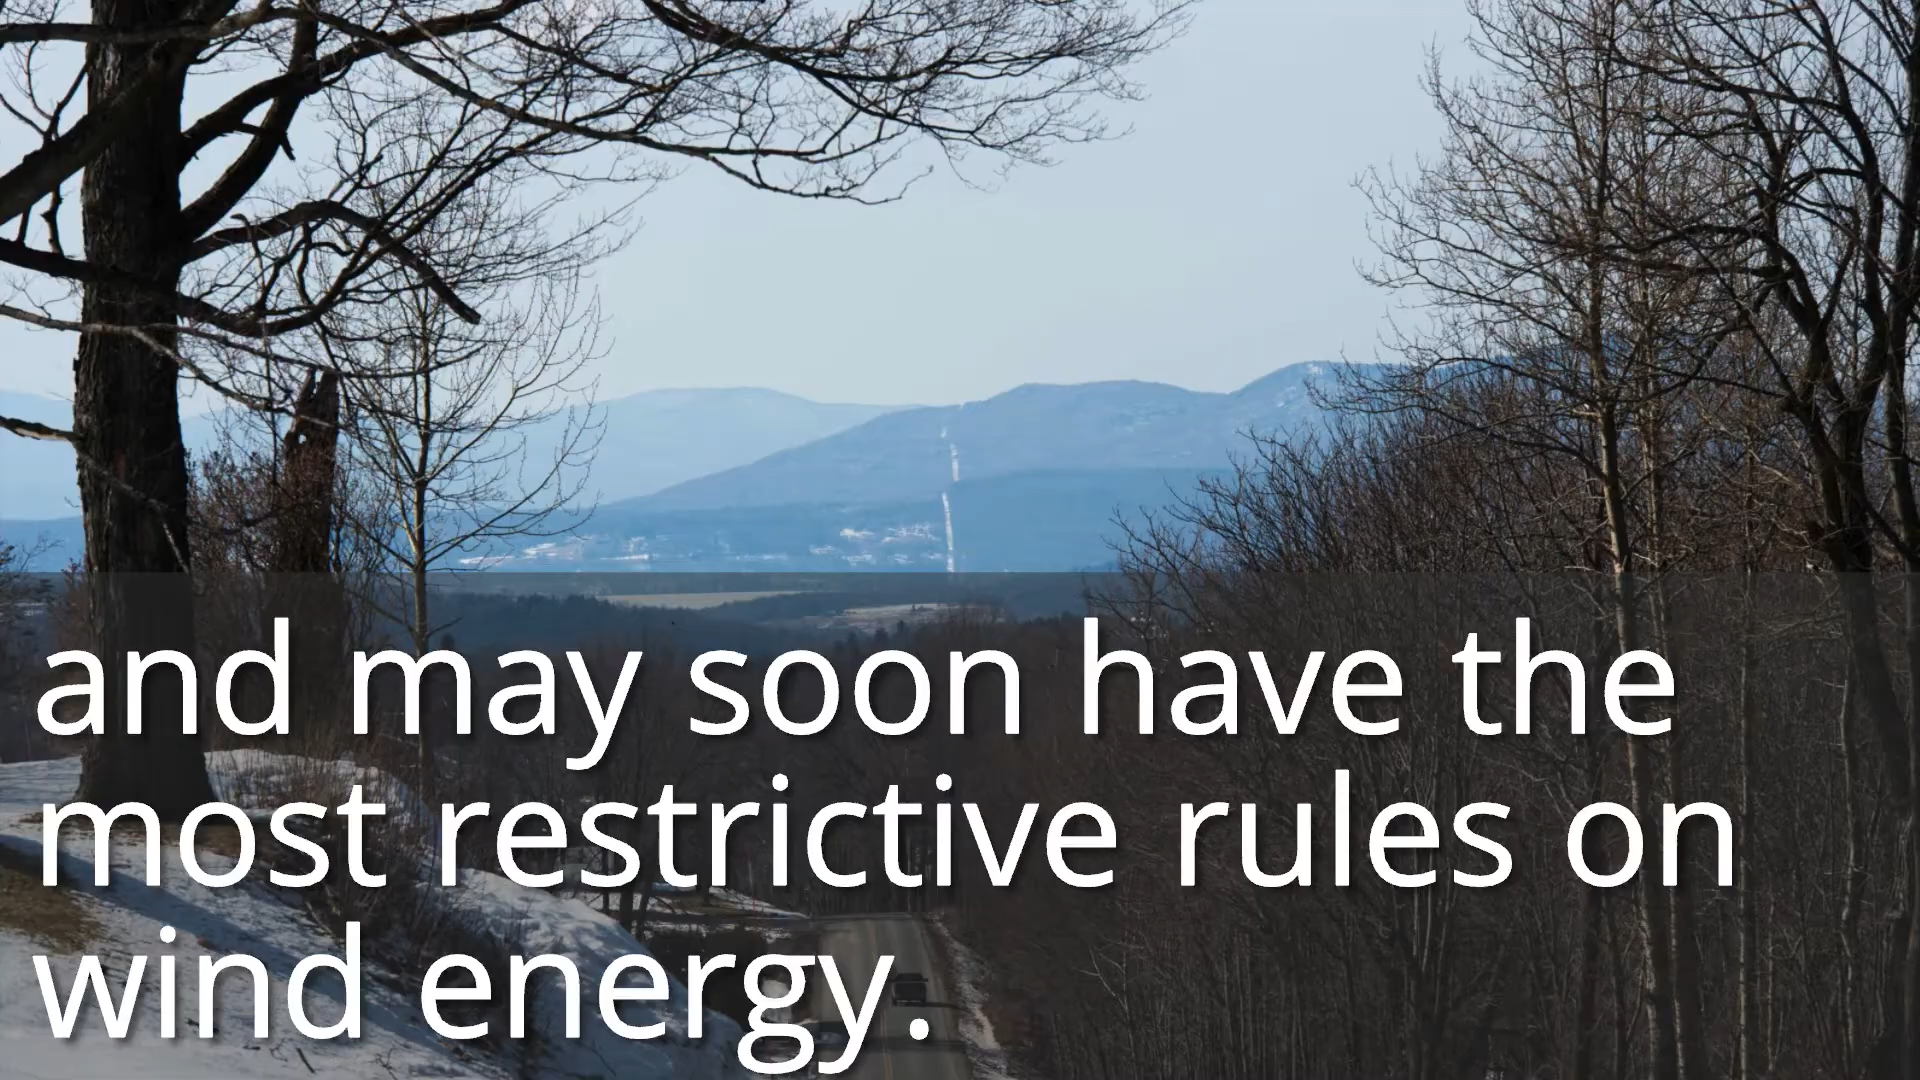 and may soon have the
most restrictive rules on
wind energy.